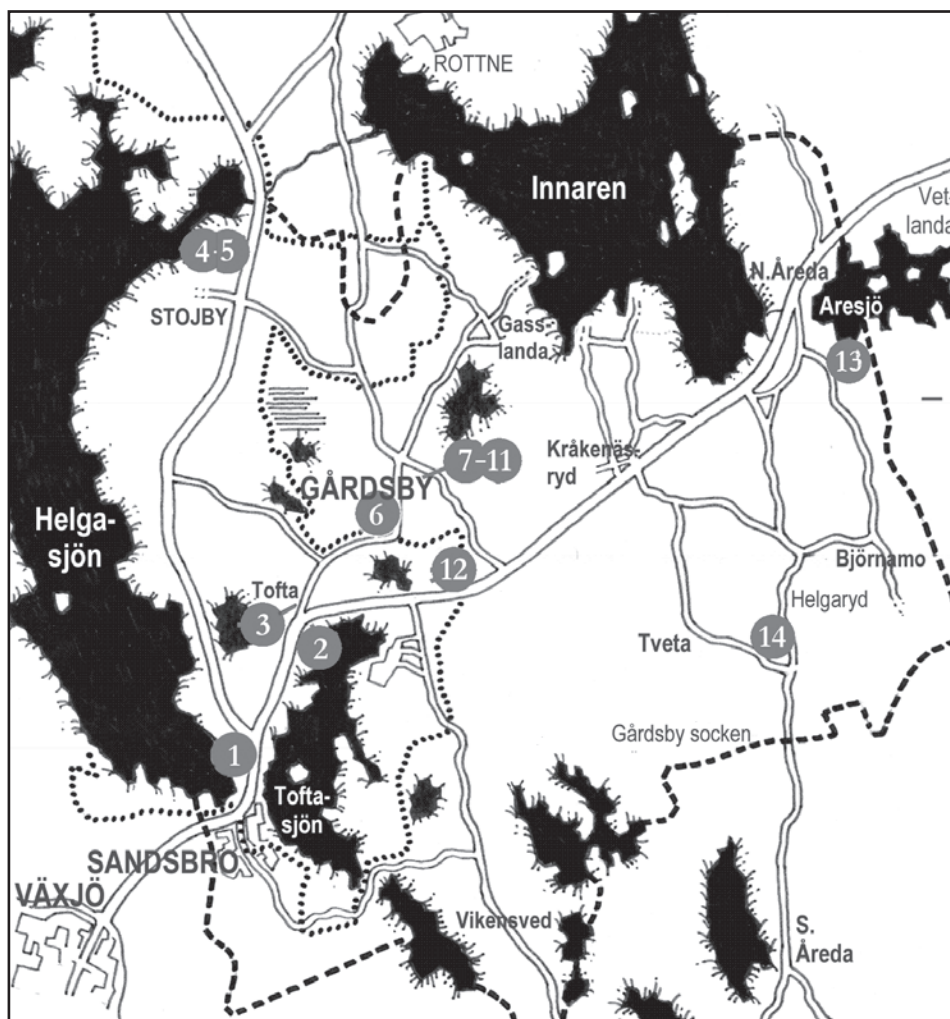 ROTTNE
Innaren
Vet-
landa
N.Åreda
4·5
Aresjö
STOJBY
Gass-
landa
13
Kråkenäs-
ryd
7–11
GÅRDSBY
6
Helga-
sjön
12
Björnamo
Tofta
Helgaryd
3
14
2
Tveta
Gårdsby socken
1
Tofta-
sjön
SANDSBRO
VÄXJÖ
Vikensved
S.
Åreda